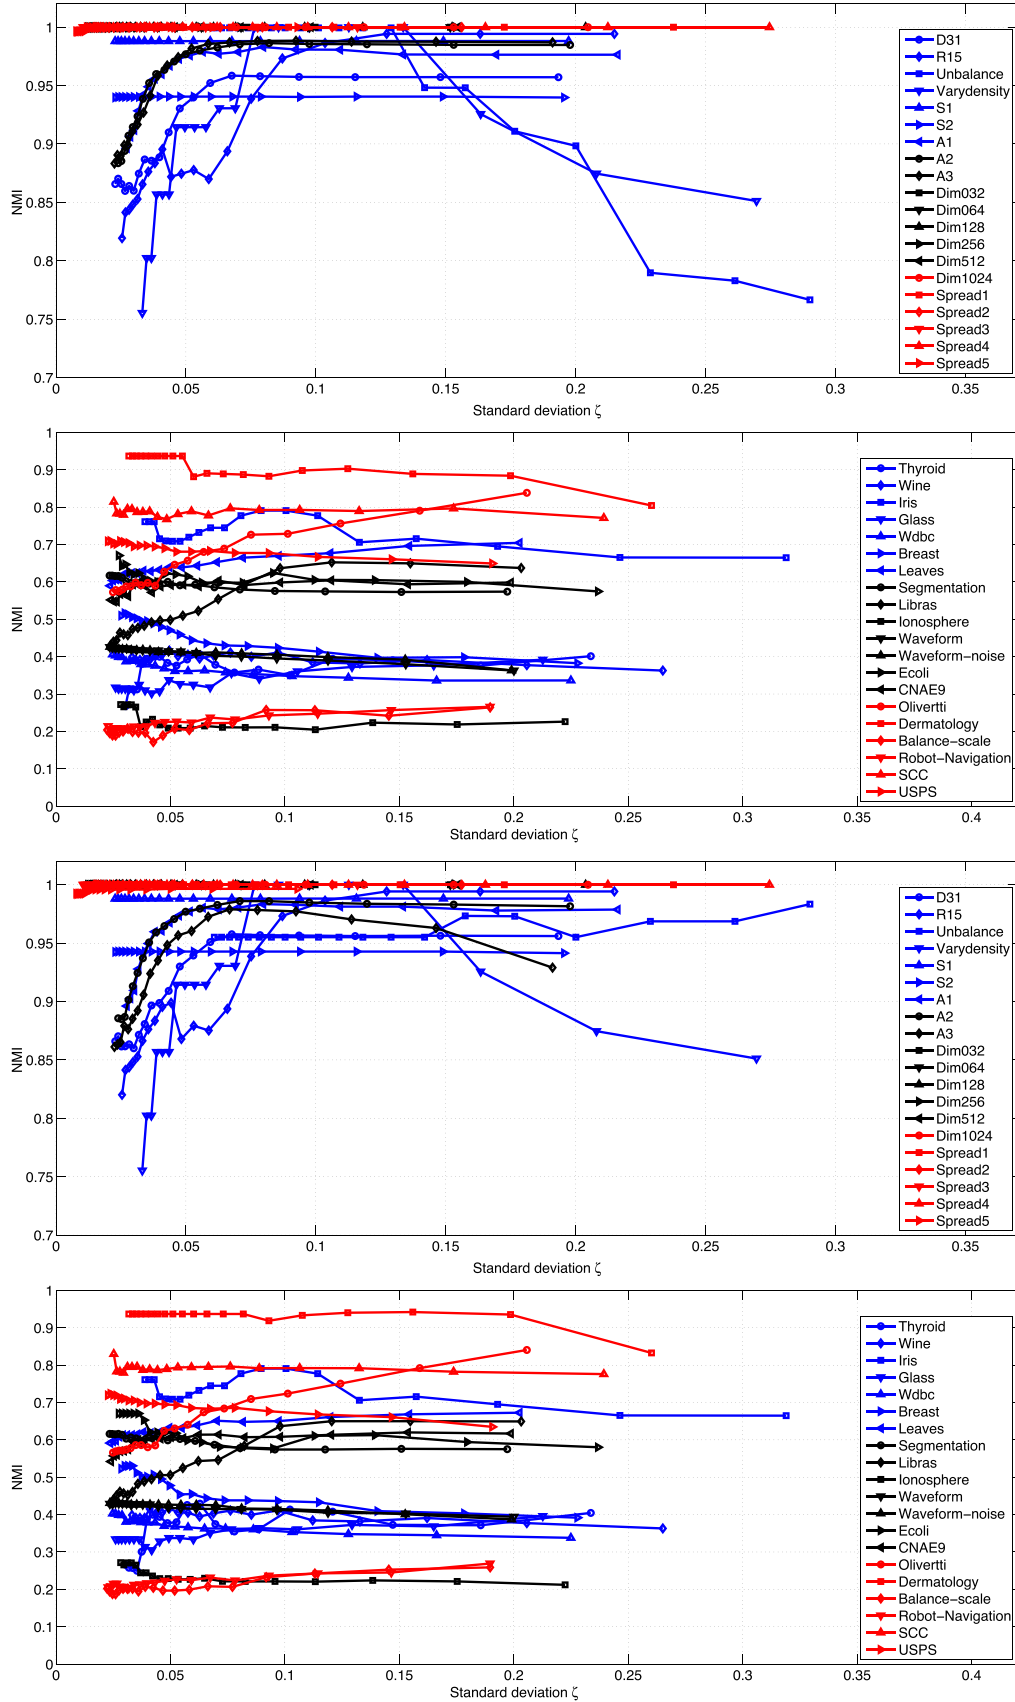 1
0.95
0.9
0.85
0.8
0.75
0.7
NMI
0
0.05
0.1
0.15
0.2
0.25
0.3
0.35
Standard deviation ζ
D31
R15
Unbalance
Varydensity
S1
S2
A1
A2
A3
Dim032
Dim064
Dim128
Dim256
Dim512
Dim1024
Spread1
Spread2
Spread3
Spread4
Spread5
1
0.9
0.8
0.7
0.6
0.5
0.4
0.3
0.2
0.1
0
NMI
0
0.05
0.1
0.15
0.2
0.25
0.3
0.35
0.4
Standard deviation ζ
Thyroid
Wine
Iris
Glass
Wdbc
Breast
Leaves
Segmentation
Libras
Ionosphere
Waveform
Waveform-noise
Ecoli
CNAE9
Olivertti
Dermatology
Balance-scale
Robot-Navigation
SCC
USPS
1
0.95
0.9
0.85
0.8
0.75
0.7
NMI
0
0.05
0.1
0.15
0.2
0.25
0.3
0.35
Standard deviation ζ
D31
R15
Unbalance
Varydensity
S1
S2
A1
A2
A3
Dim032
Dim064
Dim128
Dim256
Dim512
Dim1024
Spread1
Spread2
Spread3
Spread4
Spread5
1
0.9
0.8
0.7
0.6
0.5
0.4
0.3
0.2
0.1
0
NMI
0
0.05
0.1
0.15
0.2
0.25
0.3
0.35
0.4
Standard deviation ζ
Thyroid
Wine
Iris
Glass
Wdbc
Breast
Leaves
Segmentation
Libras
Ionosphere
Waveform
Waveform-noise
Ecoli
CNAE9
Olivertti
Dermatology
Balance-scale
Robot-Navigation
SCC
USPS